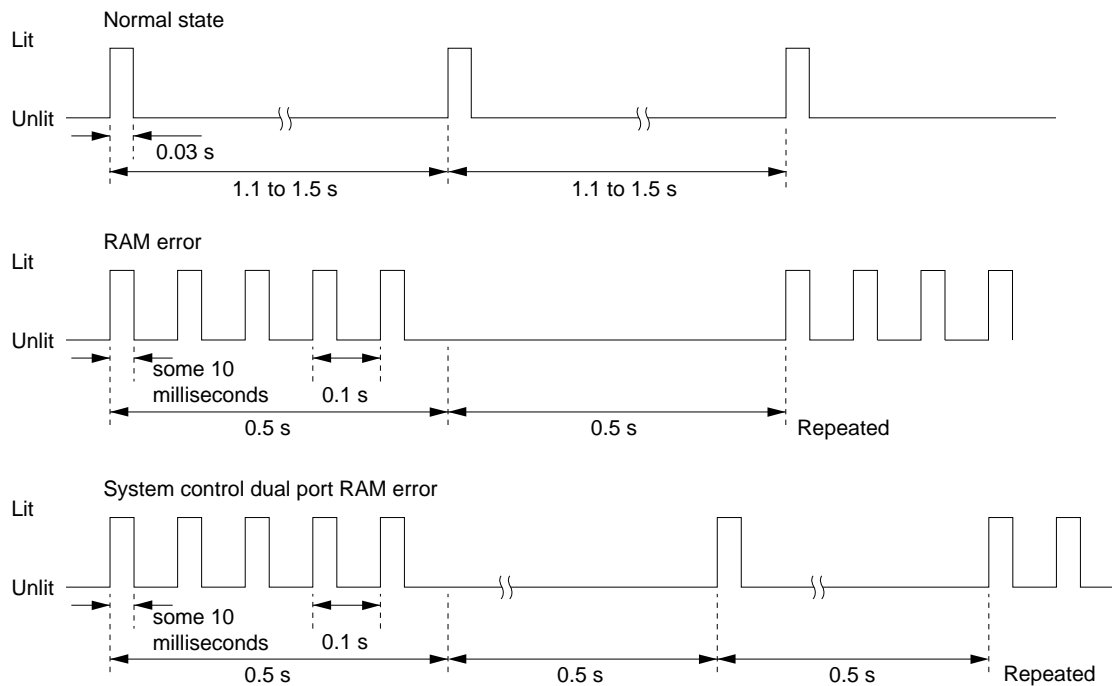 Normal state
Lit
Unlit
0.03 s
1.1 to 1.5 s
1.1 to 1.5 s
RAM error
Lit
Unlit
some 10
milliseconds
0.1 s
0.5 s
0.5 s
Repeated
System control dual port RAM error
Lit
Unlit
some 10
milliseconds
0.1 s
0.5 s
0.5 s
0.5 s
Repeated